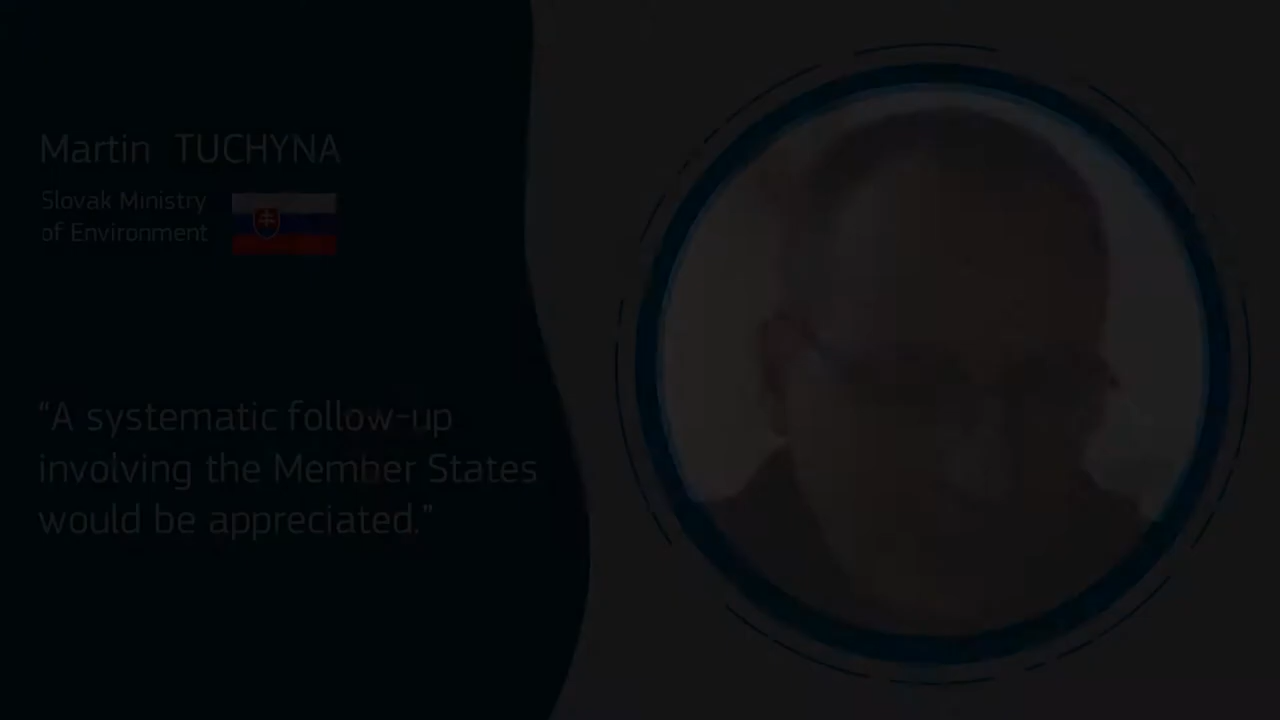 Martin TUCHYNA
Slovak Ministry
of Environment
“A systematic follow-up
involving the Member States
would be appreciated.”